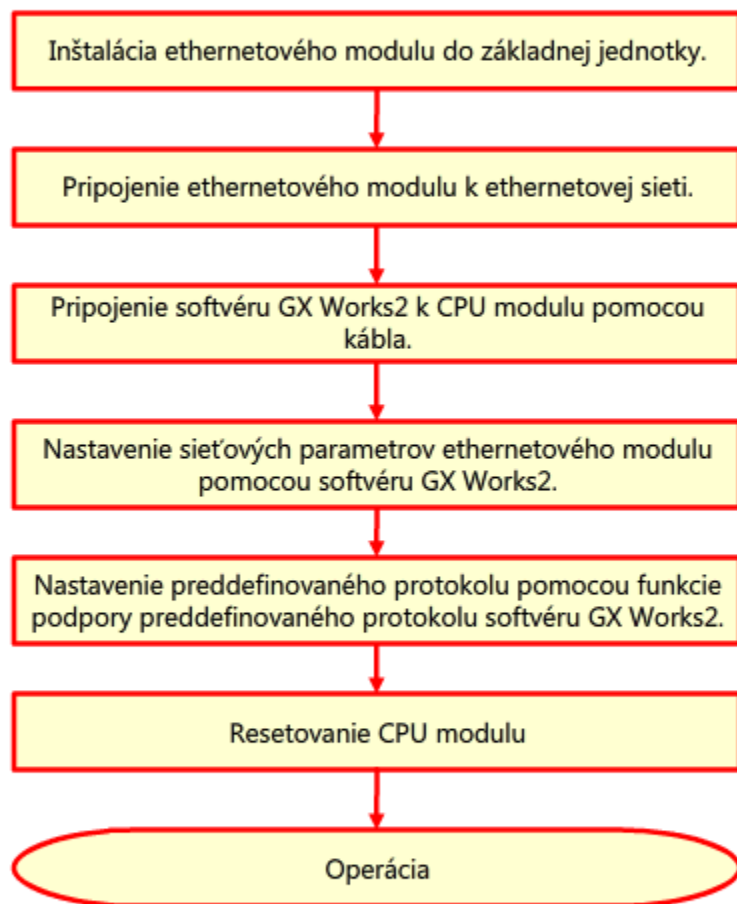 Inštalácia ethernetového modulu do základnej jednotky.
Pripojenie ethernetového modulu k ethernetovej sieti.
Pripojenie softvéru GX Works2 k CPU modulu pomocou
kábla.
Nastavenie sieťových parametrov ethernetového modulu
pomocou softvéru GX Works2.
Nastavenie preddefinovaného protokolu pomocou funkcie
podpory preddefinovaného protokolu softvéru GX Works2.
Resetovanie CPU modulu
Operácia